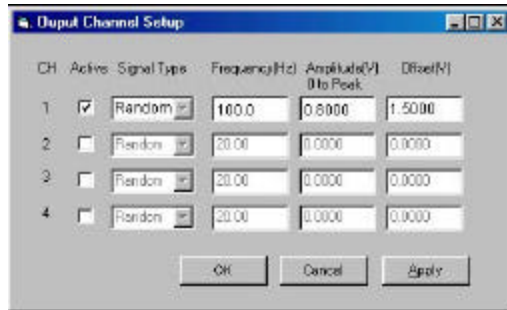 Ouput Channel Setup
CH Active Signal Type Frequency(Hz) Amplitude(V) 0 to Peak Offset(V)
1 Random 100.0 0.8000 1.5000
2 Random 20.00 0.0000 0.0000
3 Random 20.00 0.0000 0.0000
4 Random 20.00 0.0000 0.0000
OK Cancel Apply